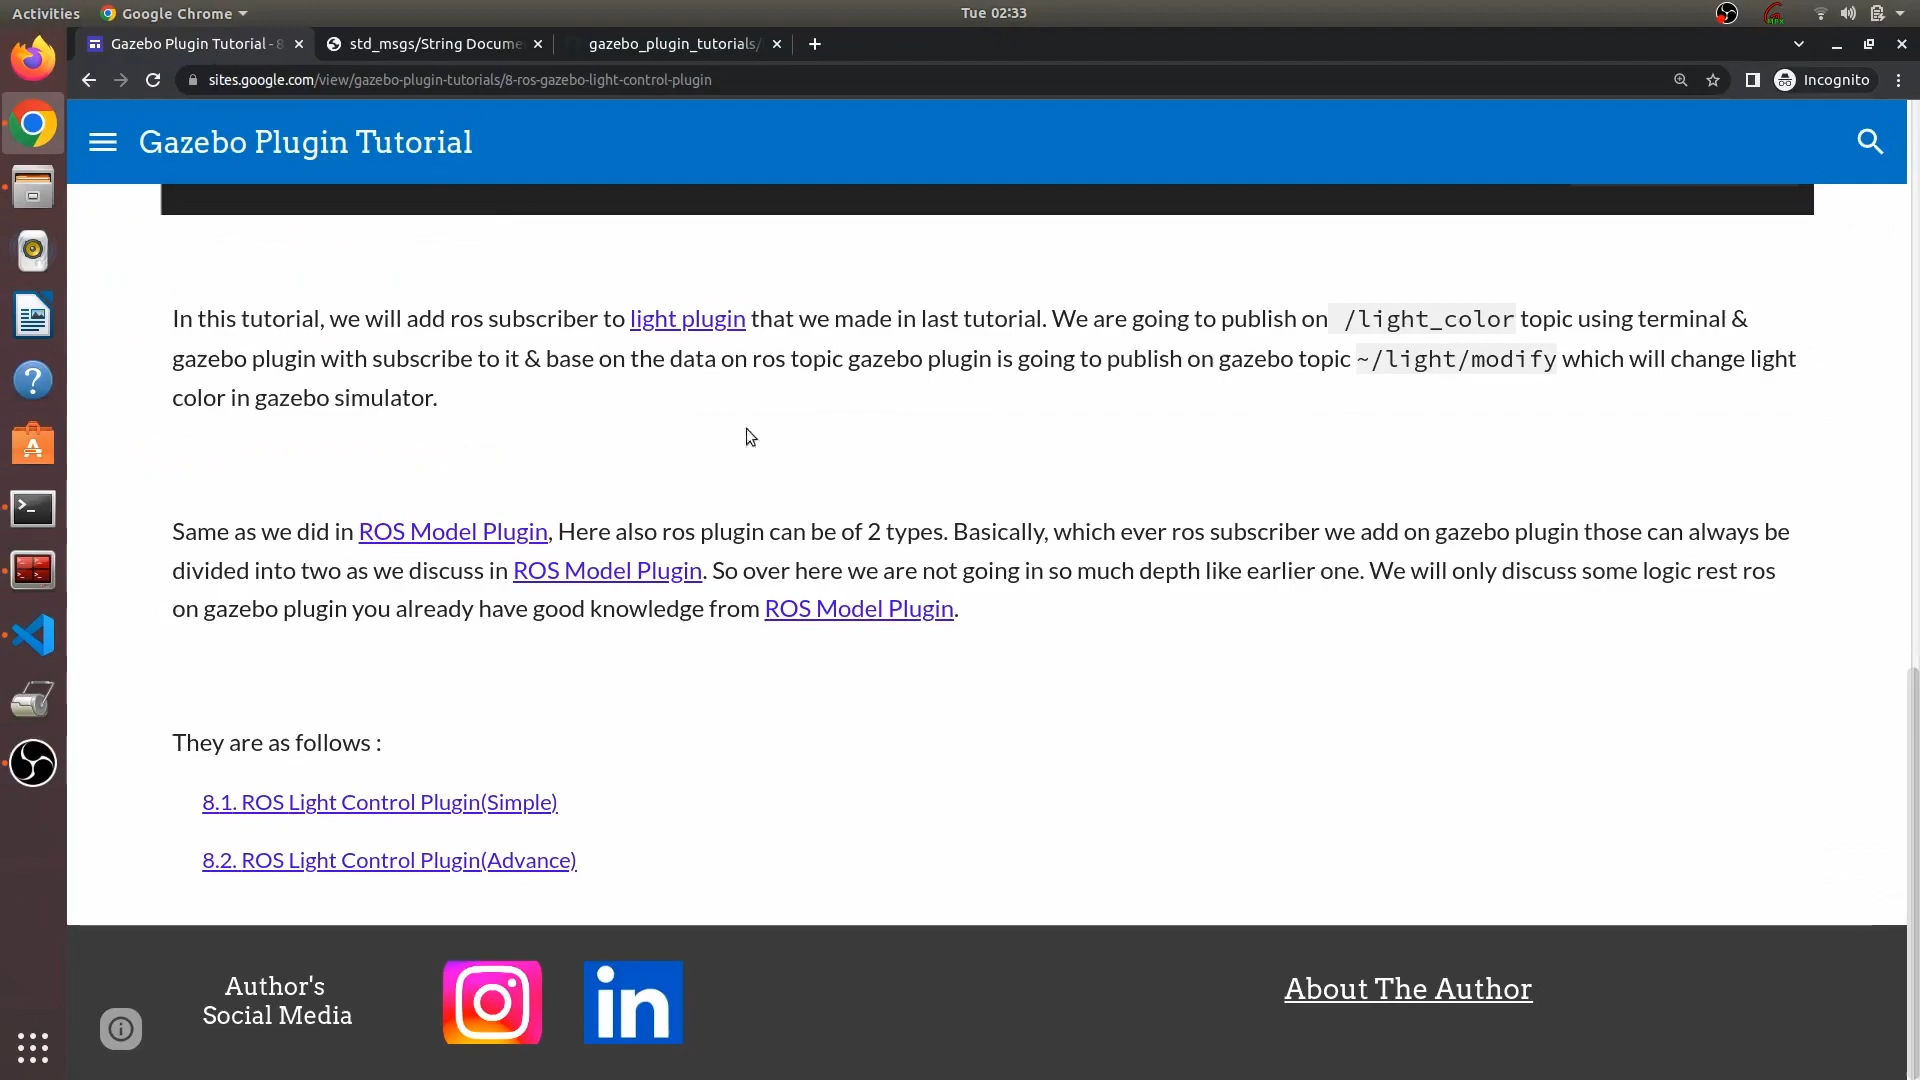 Activities Google Chrome Tue 02:33
Gazebo Plugin Tutorial - 8 std_msgs/String Docume gazebo_plugin_tutorials/
sites.google.com/view/gazebo-plugin-tutorials/8-ros-gazebo-light-control-plugin Incognito
Gazebo Plugin Tutorial
In this tutorial, we will add ros subscriber to light plugin that we made in last tutorial. We are going to publish on /light_color topic using terminal &
gazebo plugin with subscribe to it & base on the data on ros topic gazebo plugin is going to publish on gazebo topic ~/light/modify which will change light
color in gazebo simulator.
Same as we did in ROS Model Plugin, Here also ros plugin can be of 2 types. Basically, which ever ros subscriber we add on gazebo plugin those can always be
divided into two as we discuss in ROS Model Plugin. So over here we are not going in so much depth like earlier one. We will only discuss some logic rest ros
on gazebo plugin you already have good knowledge from ROS Model Plugin.
They are as follows :
8.1. ROS Light Control Plugin(Simple)
8.2. ROS Light Control Plugin(Advance)
Author's
Social Media
in
About The Author